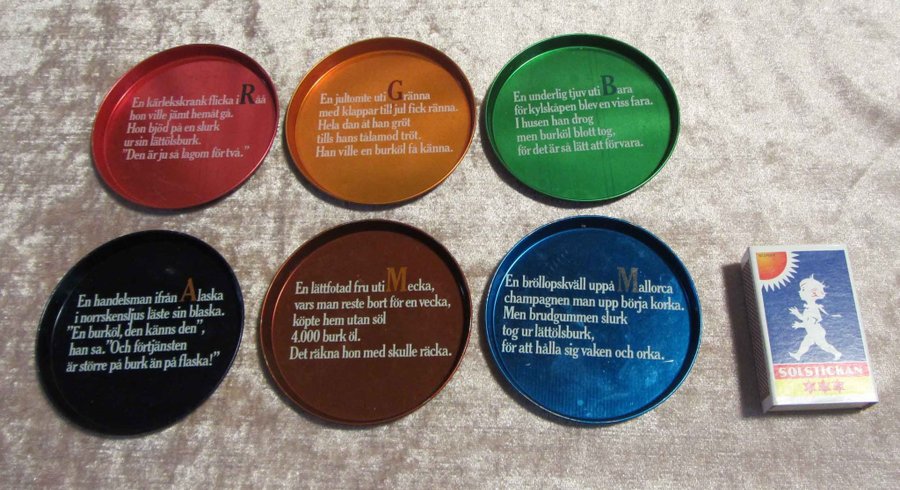 En kärlekskrank flicka i Råå
hon ville jämt hemåt gå.
Hon bjöd på en slurk
ur sin lättölsburk.
"Den är ju så lagom för två."
En jultomte uti Gränna
med klappar till jul fick ränna.
Hela dan åt han gröt
tills hans tålamod tröt.
Han ville en burköl få känna.
En underlig tjuv uti Bara
för kylskåpen blev en viss fara.
I husen han drog
men burköl blott tog,
för det är så lätt att förvara.
En handelsman ifrån Alaska
i norrskensljus läste sin blaska.
"En burköl, den känns den",
han sa. "Och förtjänsten
är större på burk än på flaska!"
En lättfotad fru uti Mecka,
vars man reste bort för en vecka,
köpte hem utan söl
4.000 burk öl.
Det räkna hon med skulle räcka.
En bröllopskväll uppå Mallorca
champagnen man upp börja korka.
Men brudgummen slurk
tog ur lättölsburk,
för att hålla sig vaken och orka.
SOLSTICKAN